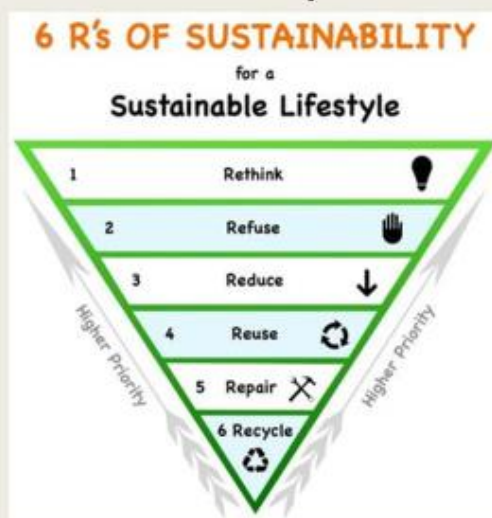 6 R's OF SUSTAINABILITY
for a
Sustainable Lifestyle
1 Rethink
2 Refuse
3 Reduce
4 Reuse
5 Repair
6 Recycle
Higher Priority
Higher Priority